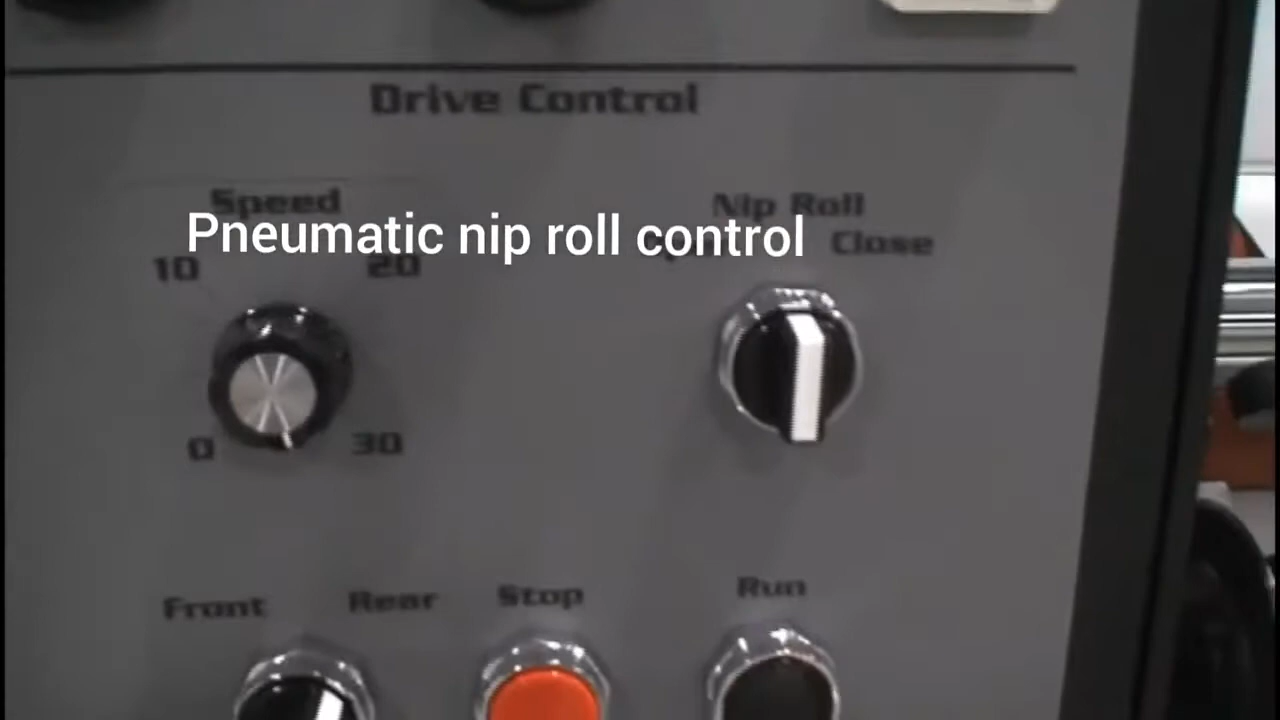 Drive Control
Speed
Nip Roll
Pneumatic nip roll control
Close
10
20
0
30
Front
Rear
Stop
Run